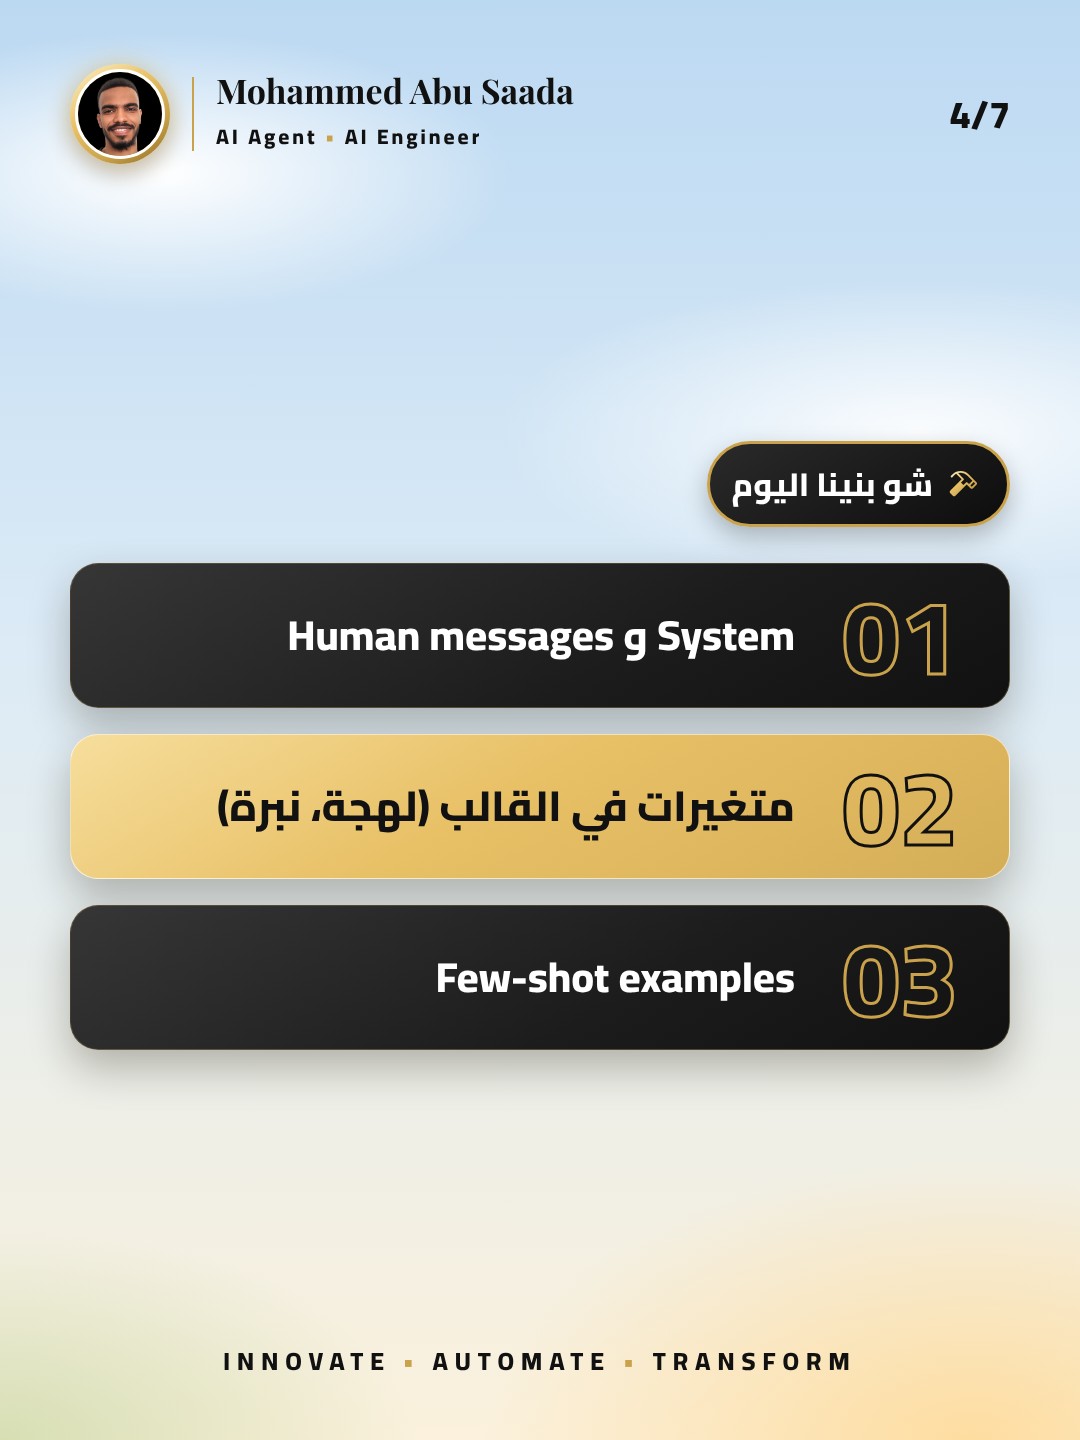 Mohammed Abu Saada
AI Agent ▪ AI Engineer
4/7
شو بنينا اليوم
01
System و Human messages
02
متغيرات في القالب (لهجة، نبرة)
03
Few-shot examples
INNOVATE ▪ AUTOMATE ▪ TRANSFORM